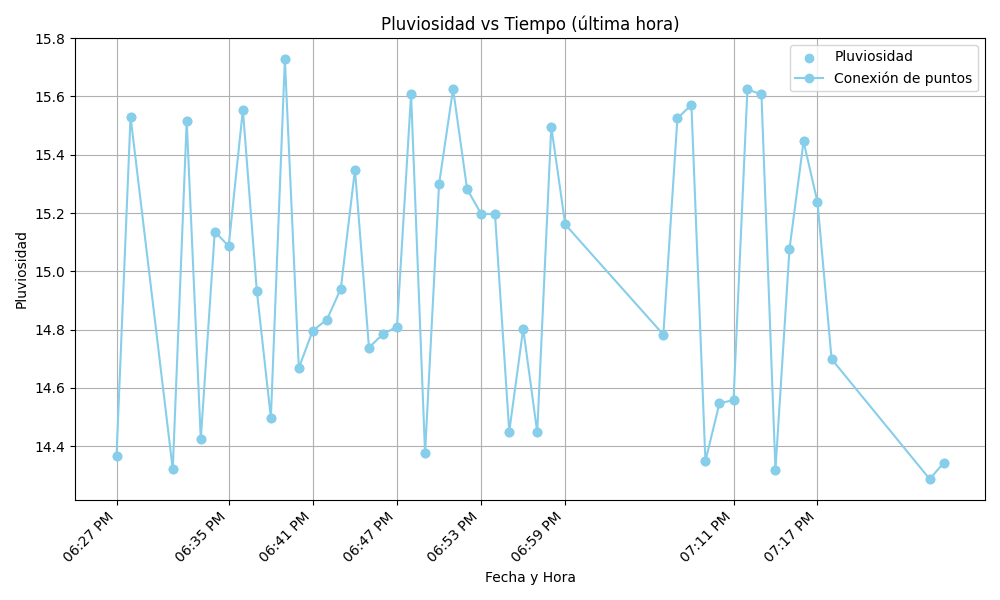 Pluviosidad vs Tiempo (última hora)
Pluviosidad
Conexión de puntos
Pluviosidad
15.8
15.6
15.4
15.2
15.0
14.8
14.6
14.4
06:27 PM
06:35 PM
06:41 PM
06:47 PM
06:53 PM
06:59 PM
07:11 PM
07:17 PM
Fecha y Hora